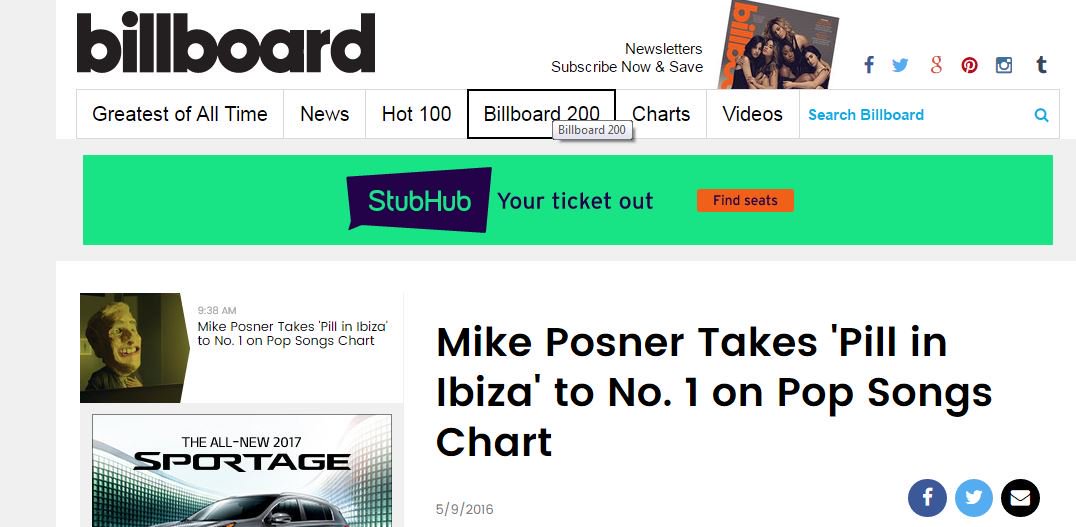 billboard
Newsletters
Subscribe Now & Save
billboard
Greatest of All Time
News
Hot 100
Billboard 200
Charts
Videos
Search Billboard
Billboard 200
StubHub
Your ticket out
Find seats
9:38 AM
Mike Posner Takes 'Pill in Ibiza'
to No. 1 on Pop Songs Chart
Mike Posner Takes 'Pill in
Ibiza' to No. 1 on Pop Songs
Chart
THE ALL-NEW 2017
SPORTAGE
5/9/2016